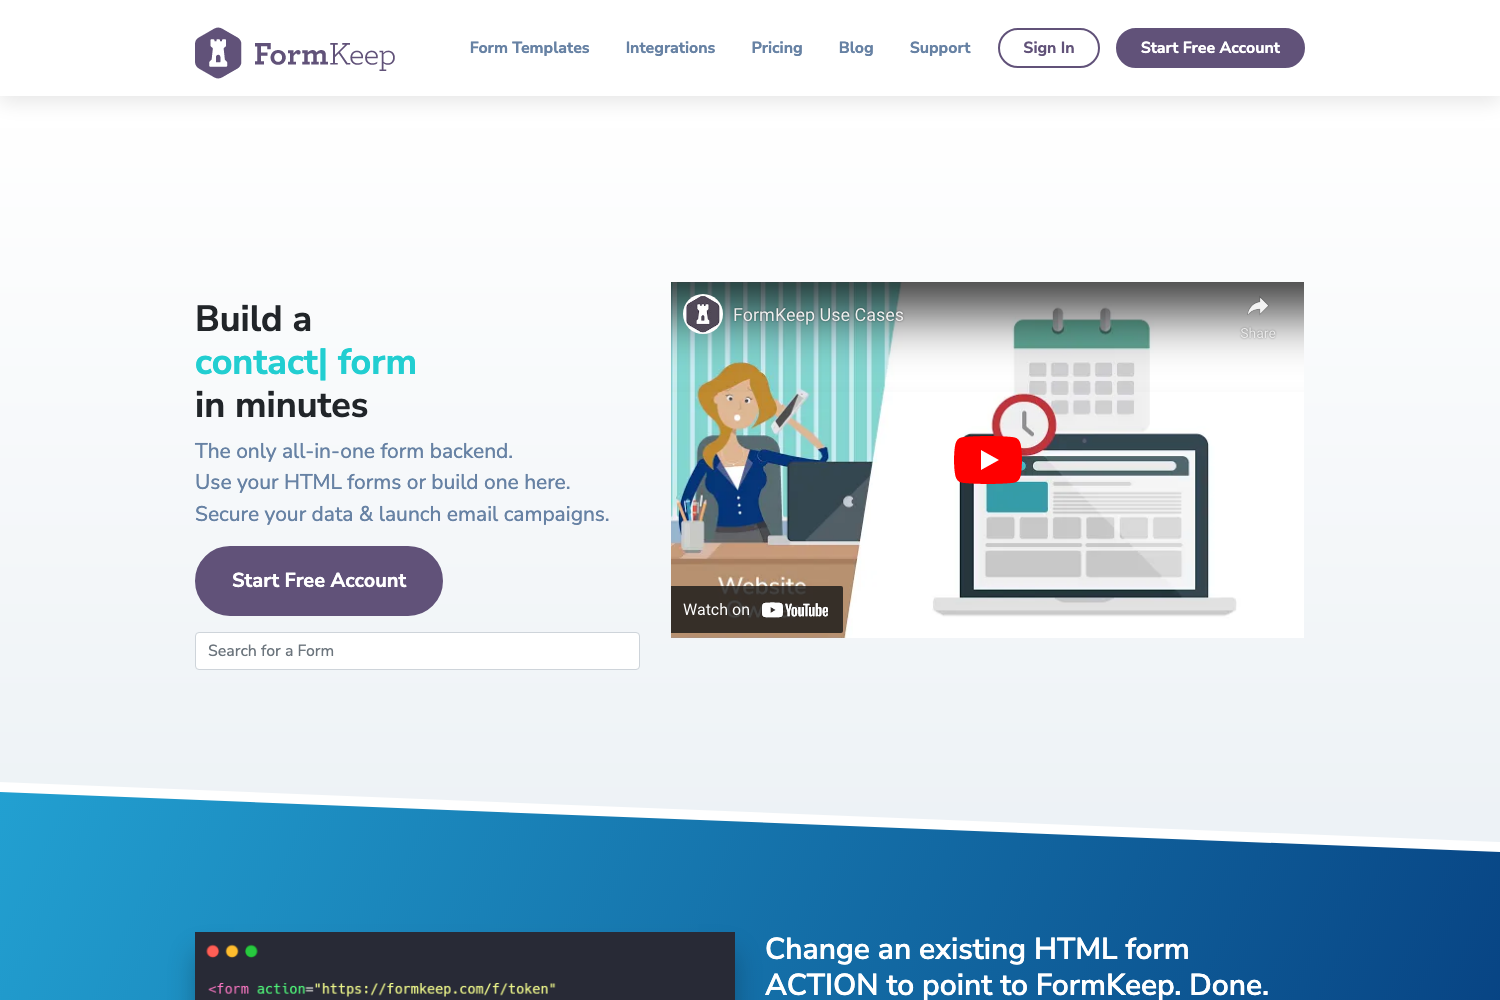 FormKeep
Form Templates
Integrations
Pricing
Blog
Support
Sign In
Start Free Account
Build a
contact| form
in minutes
The only all-in-one form backend.
Use your HTML forms or build one here.
Secure your data & launch email campaigns.
Start Free Account
Search for a Form
FormKeep Use Cases
Share
Website
Watch on YouTube
<form action="https://formkeep.com/f/token"
Change an existing HTML form
ACTION to point to FormKeep. Done.